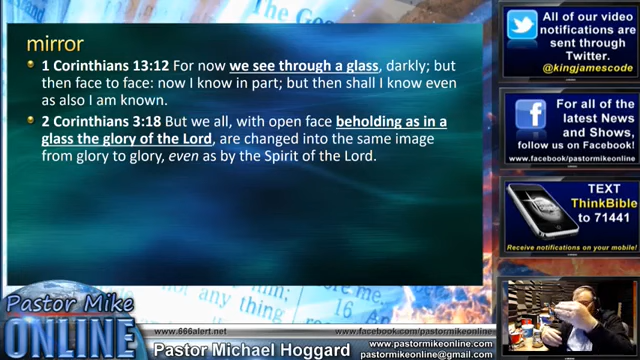 mirror
1 Corinthians 13:12 For now we see through a glass, darkly; but
then face to face: now I know in part; but then shall I know even
as also I am known.
2 Corinthians 3:18 But we all, with open face beholding as in a
glass the glory of the Lord, are changed into the same image
from glory to glory, even as by the Spirit of the Lord.
All of our video
notifications are
sent through
Twitter.
@kingjamescode
For all of the
latest News
and Shows,
follow us on Facebook!
www.facebook/pastormikeonline
TEXT
ThinkBible
to 71441
Receive notifications on your mobile!
The Gos
not any thing
16
me.
Pastor Mike
ONLINE
www.666alert.net
www.facebook.com/pastormikeonline
Pastor Michael Hoggard
www.pastormikeonline.com
pastormikeonline@gmail.com